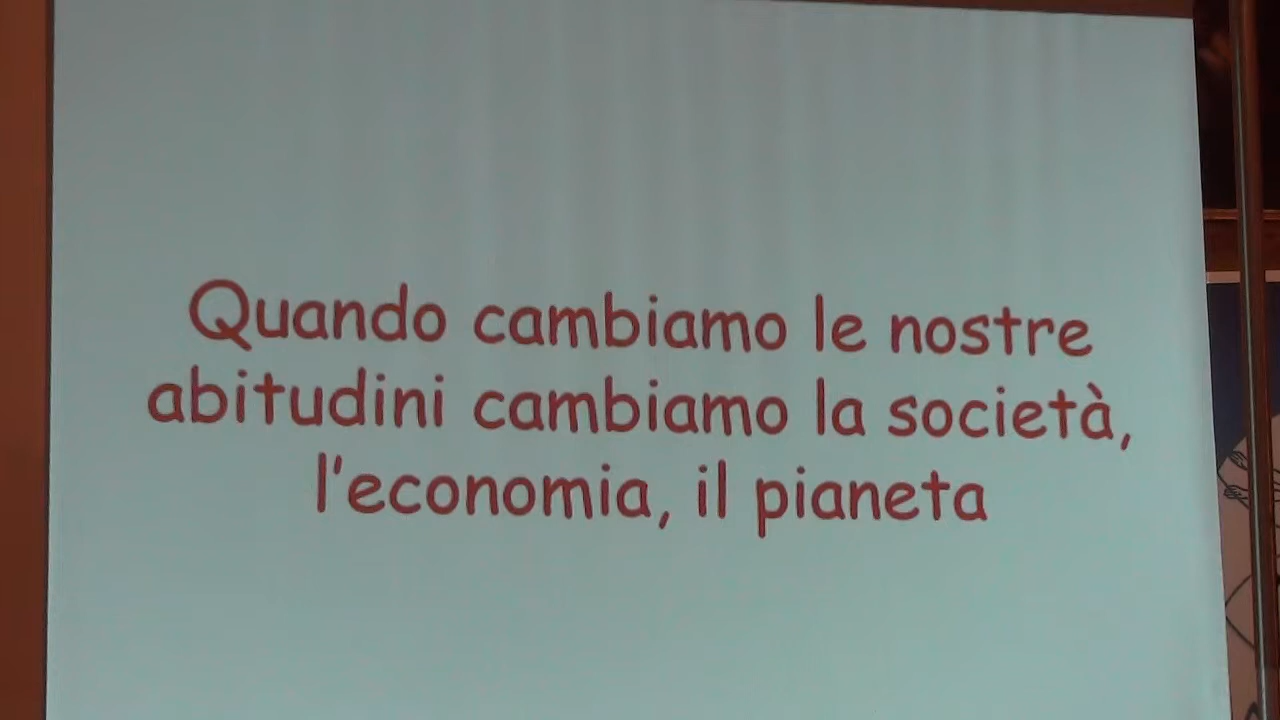 Quando cambiamo le nostre
abitudini cambiamo la società,
l'economia, il pianeta